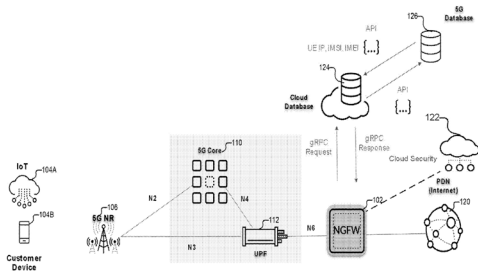 126
5G
Database
API
UE IP, IMSI, IMEI {...}
124
Cloud
Database
API
{...}
gRPC
Request
gRPC
Response
122
Cloud Security
110
5G Core
IoT
104A
104B
Customer
Device
106
5G NR
N2
N4
N3
112
UPF
N6
102
NGFW
PDN
(Internet)
120